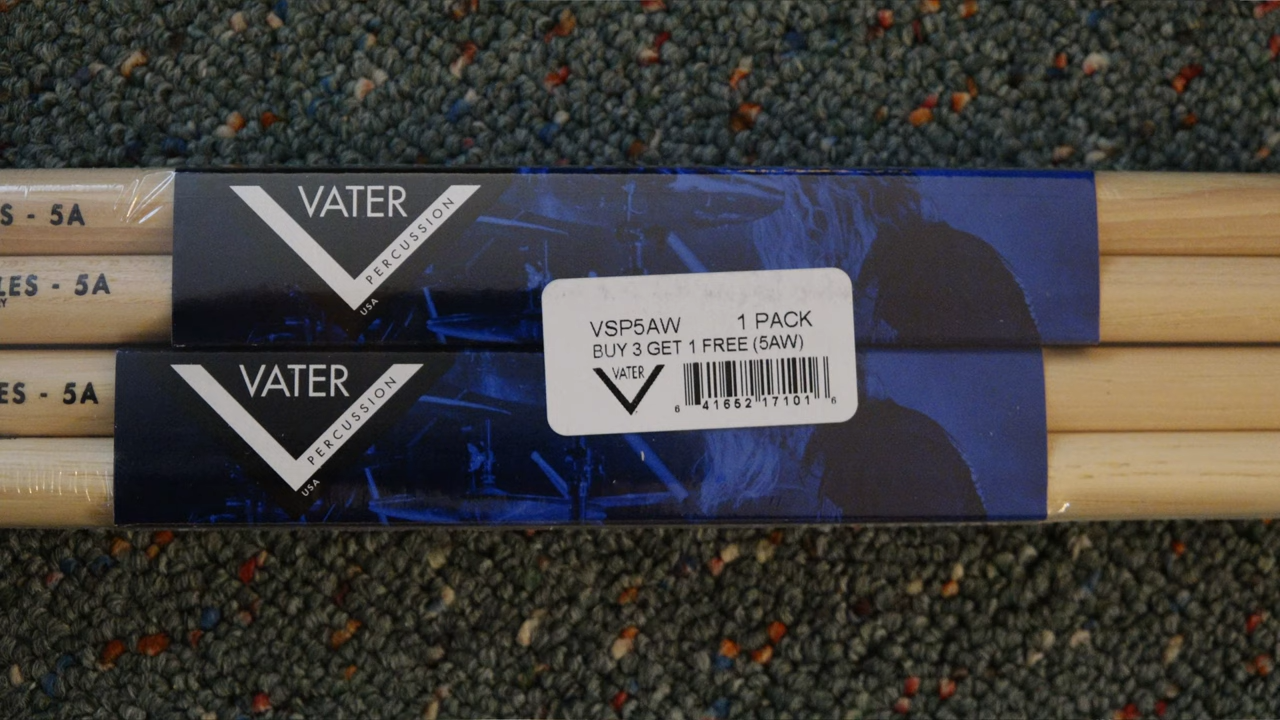 S - 5A
LES - 5A
ES - 5A
VATER
PERCUSSION
USA
VATER
PERCUSSION
USA
VSP5AW 1 PACK
BUY 3 GET 1 FREE (5AW)
VATER
6 41652 17101 6